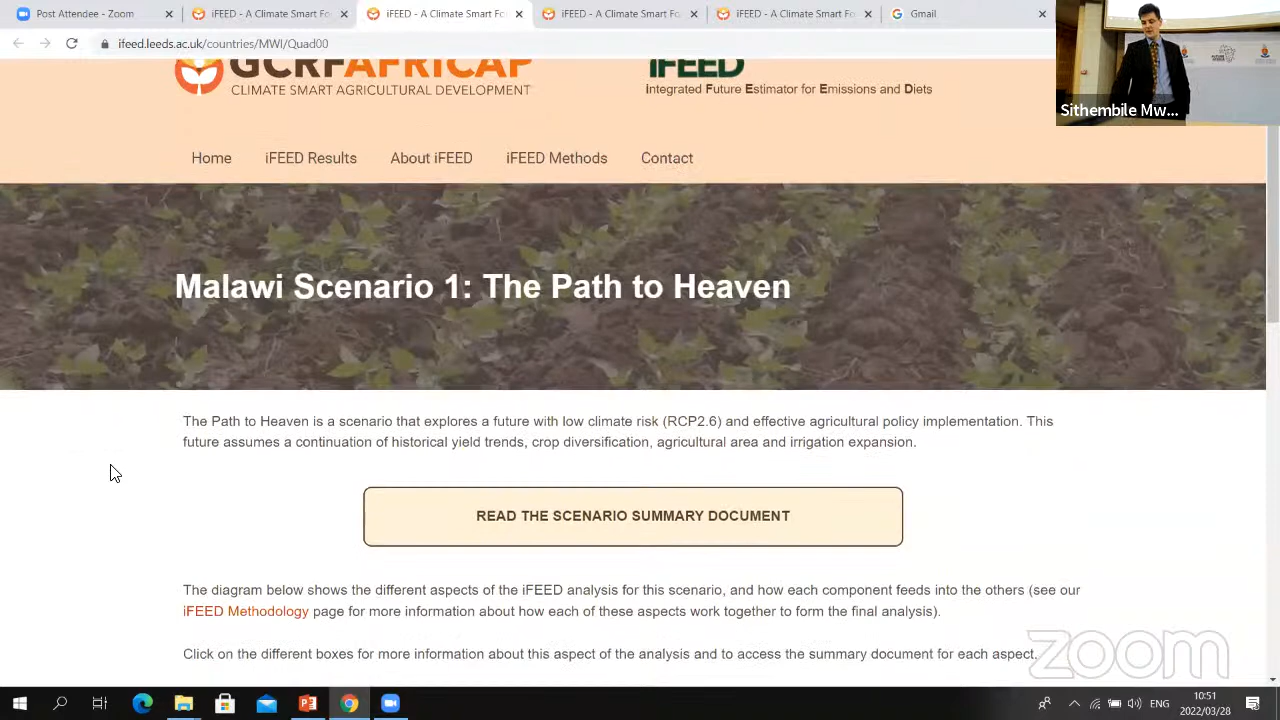 Post Attendee - Zoom
iFEED - A Climate Smart Fo
iFEED - A Climate Smart Fo
iFEED - A Climate Smart Fo
iFEED - A Climate Smart Fo
Gmail
ifeed.leeds.ac.uk/countries/MWI/Quad00
Sithembile Mw...
GCRFAFRICAP
CLIMATE SMART AGRICULTURAL DEVELOPMENT
iFEED
Integrated Future Estimator for Emissions and Diets
Home iFEED Results About iFEED iFEED Methods Contact
Malawi Scenario 1: The Path to Heaven
The Path to Heaven is a scenario that explores a future with low climate risk (RCP2.6) and effective agricultural policy implementation. This
future assumes a continuation of historical yield trends, crop diversification, agricultural area and irrigation expansion.
READ THE SCENARIO SUMMARY DOCUMENT
The diagram below shows the different aspects of the iFEED analysis for this scenario, and how each component feeds into the others (see our
iFEED Methodology page for more information about how each of these aspects work together to form the final analysis).
Click on the different boxes for more information about this aspect of the analysis and to access the summary document for each aspect.
zoom
ENG
10:51
2022/03/28